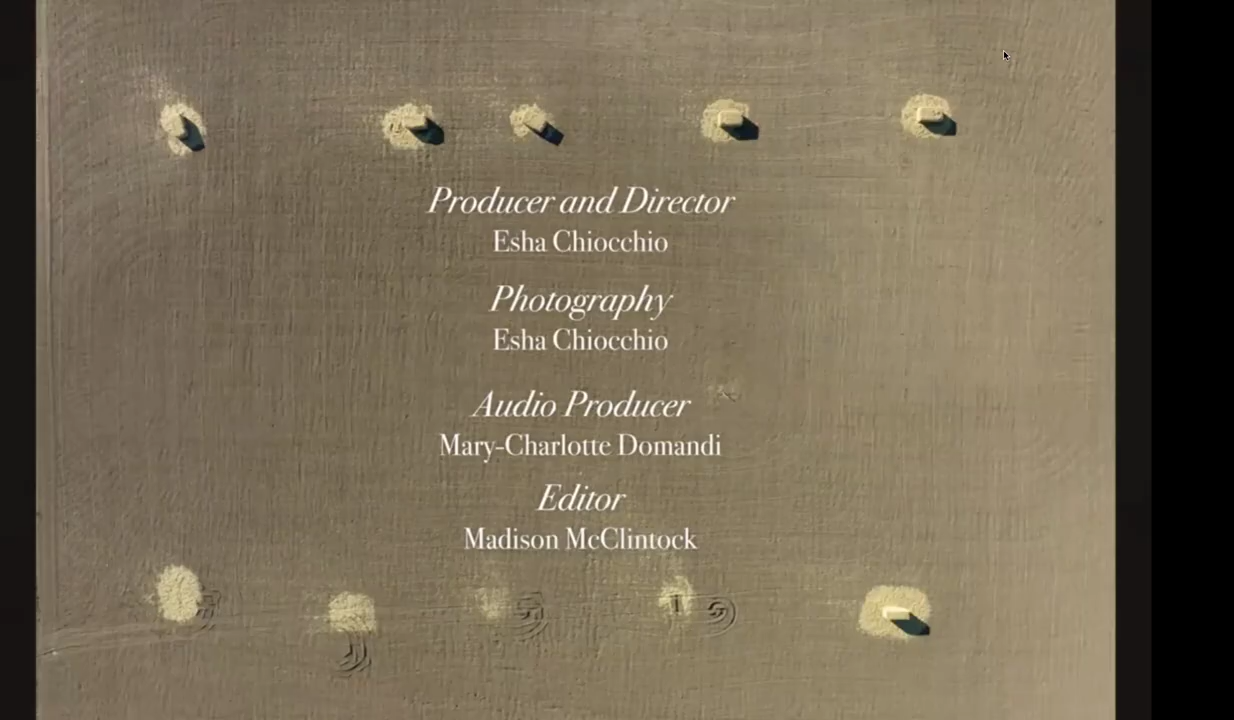 Producer and Director
Esha Chiocchio
Photography
Esha Chiocchio
Audio Producer
Mary-Charlotte Domandi
Editor
Madison McClintock